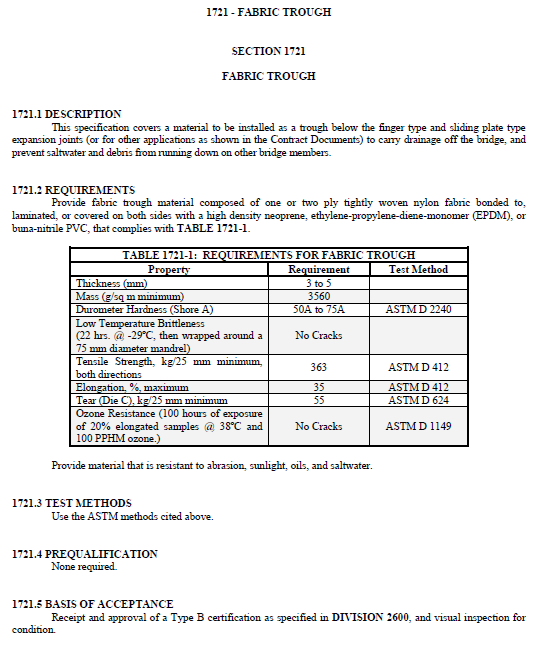 1721 - FABRIC TROUGH
SECTION 1721
FABRIC TROUGH
1721.1 DESCRIPTION
This specification covers a material to be installed as a trough below the finger type and sliding plate type
expansion joints (or for other applications as shown in the Contract Documents) to carry drainage off the bridge, and
prevent saltwater and debris from running down on other bridge members.
1721.2 REQUIREMENTS
Provide fabric trough material composed of one or two ply tightly woven nylon fabric bonded to,
laminated, or covered on both sides with a high density neoprene, ethylene-propylene-diene-monomer (EPDM), or
buna-nitrile PVC, that complies with TABLE 1721-1.
TABLE 1721-1: REQUIREMENTS FOR FABRIC TROUGH
Property Requirement Test Method
Thickness (mm) 3 to 5
Mass (g/sq m minimum) 3560
Durometer Hardness (Shore A) 50A to 75A ASTM D 2240
Low Temperature Brittleness
(22 hrs. @ -29°C, then wrapped around a
75 mm diameter mandrel) No Cracks
Tensile Strength, kg/25 mm minimum,
both directions 363 ASTM D 412
Elongation, %, maximum 35 ASTM D 412
Tear (Die C), kg/25 mm minimum 55 ASTM D 624
Ozone Resistance (100 hours of exposure
of 20% elongated samples @ 38°C and
100 PPHM ozone.) No Cracks ASTM D 1149
Provide material that is resistant to abrasion, sunlight, oils, and saltwater.
1721.3 TEST METHODS
Use the ASTM methods cited above.
1721.4 PREQUALIFICATION
None required.
1721.5 BASIS OF ACCEPTANCE
Receipt and approval of a Type B certification as specified in DIVISION 2600, and visual inspection for
condition.